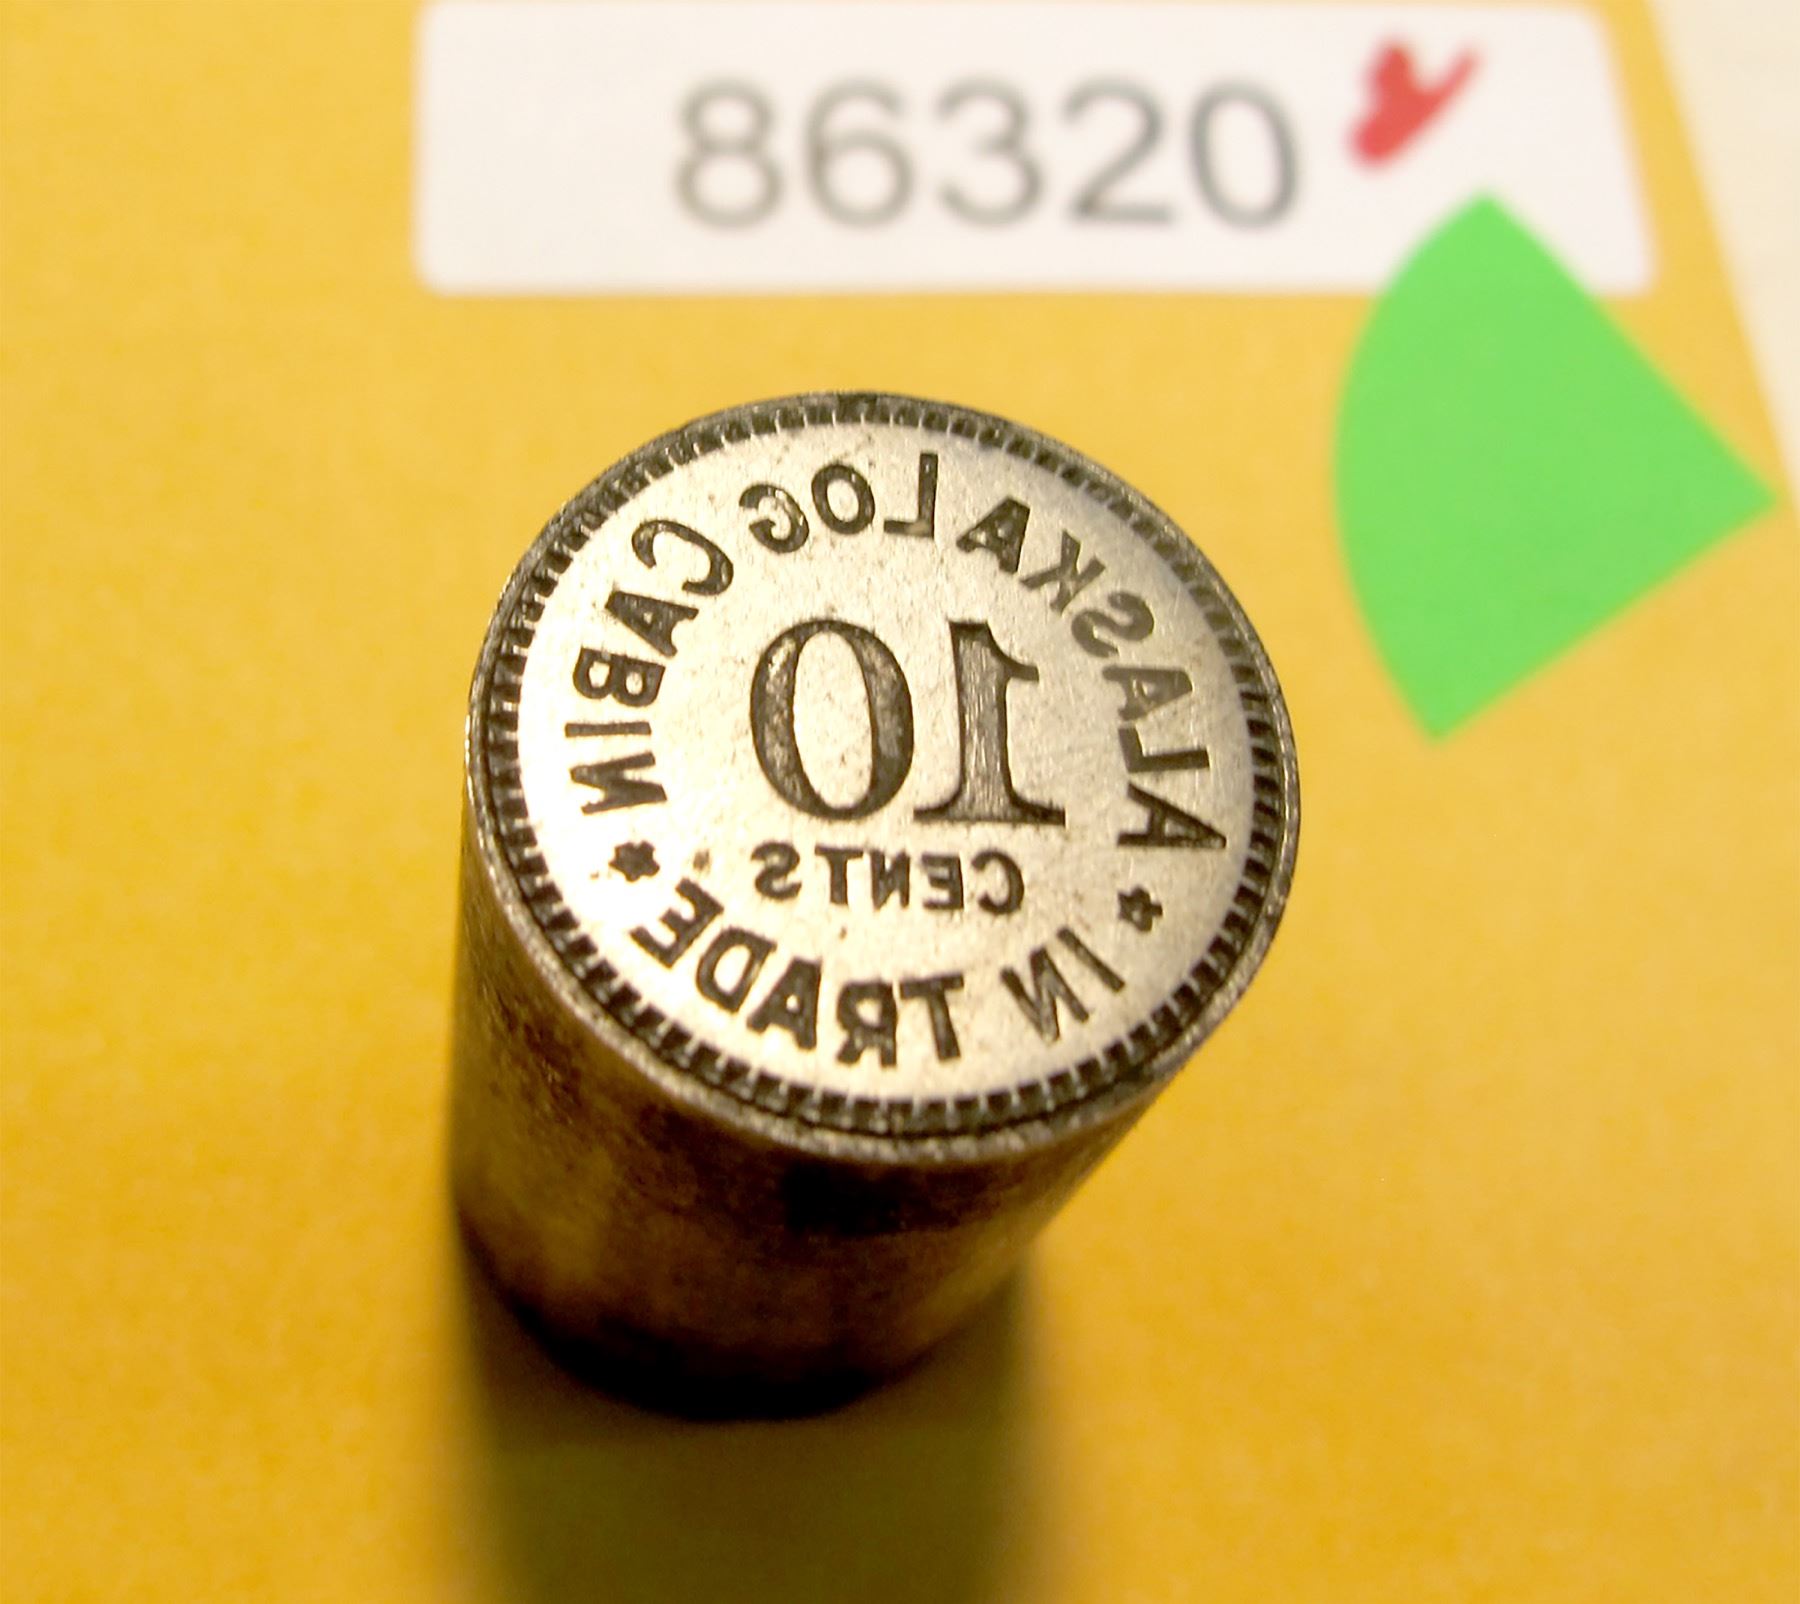 86320
ALASKA LOG CABIN
10
CENTS
IN TRADE